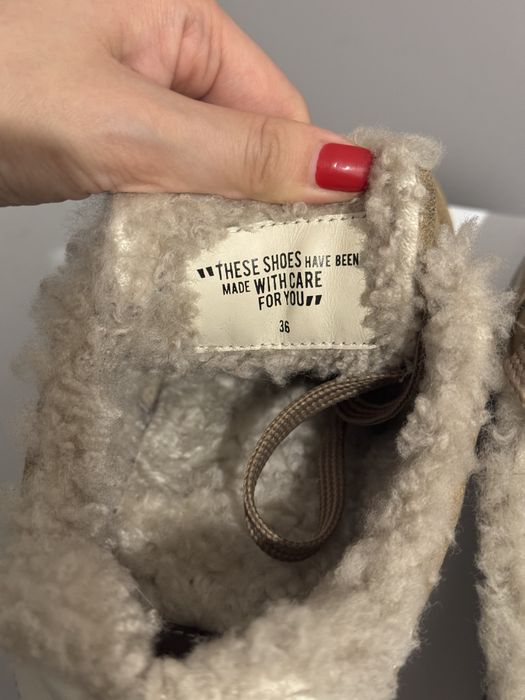 "THESE SHOES HAVE BEEN
MADE WITH CARE
FOR YOU"
36